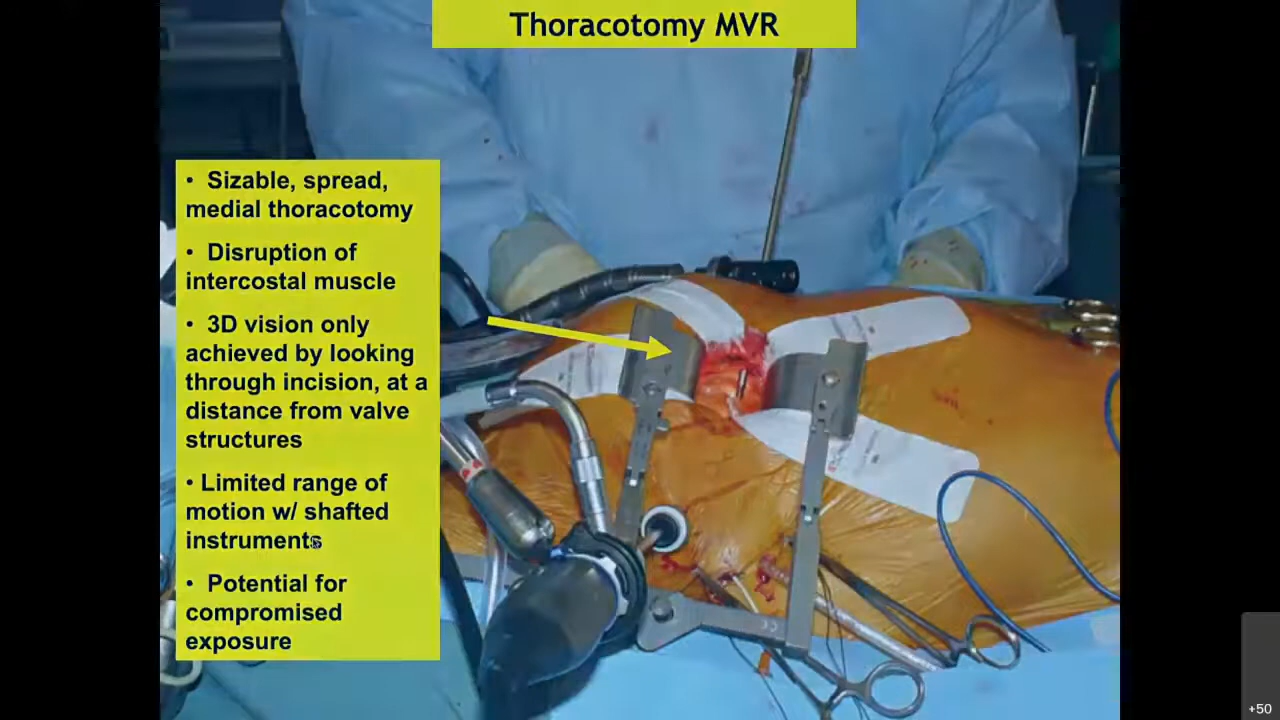 Thoracotomy MVR
• Sizable, spread,
medial thoracotomy
• Disruption of
intercostal muscle
• 3D vision only
achieved by looking
through incision, at a
distance from valve
structures
• Limited range of
motion w/ shafted
instruments
• Potential for
compromised
exposure
+50